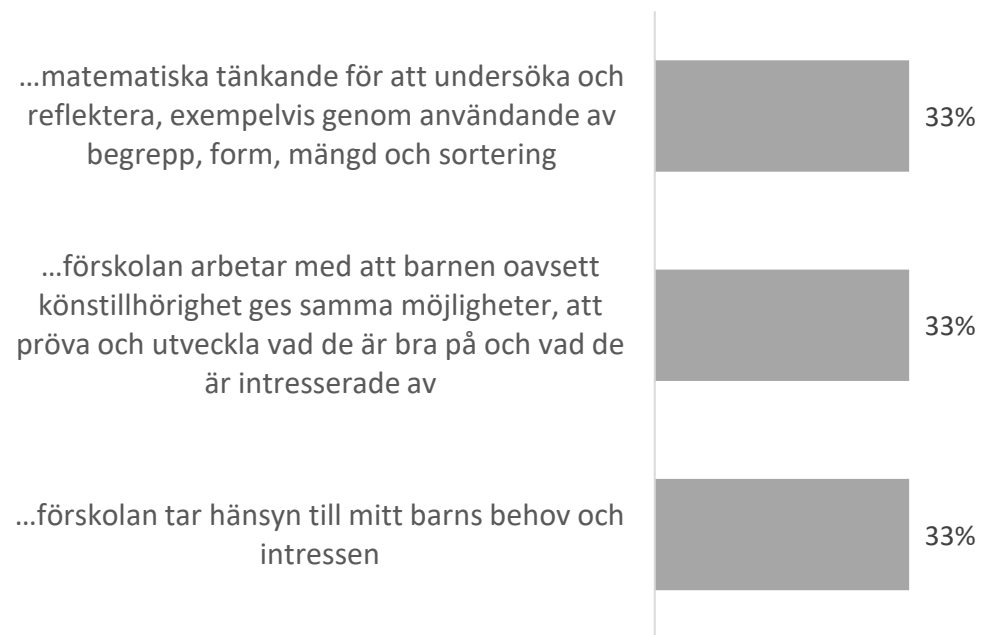 …matematiska tänkande för att undersöka och
reflektera, exempelvis genom användande av
begrepp, form, mängd och sortering
33%
…förskolan arbetar med att barnen oavsett
könstillhörighet ges samma möjligheter, att
pröva och utveckla vad de är bra på och vad de
är intresserade av
33%
…förskolan tar hänsyn till mitt barns behov och
intressen
33%